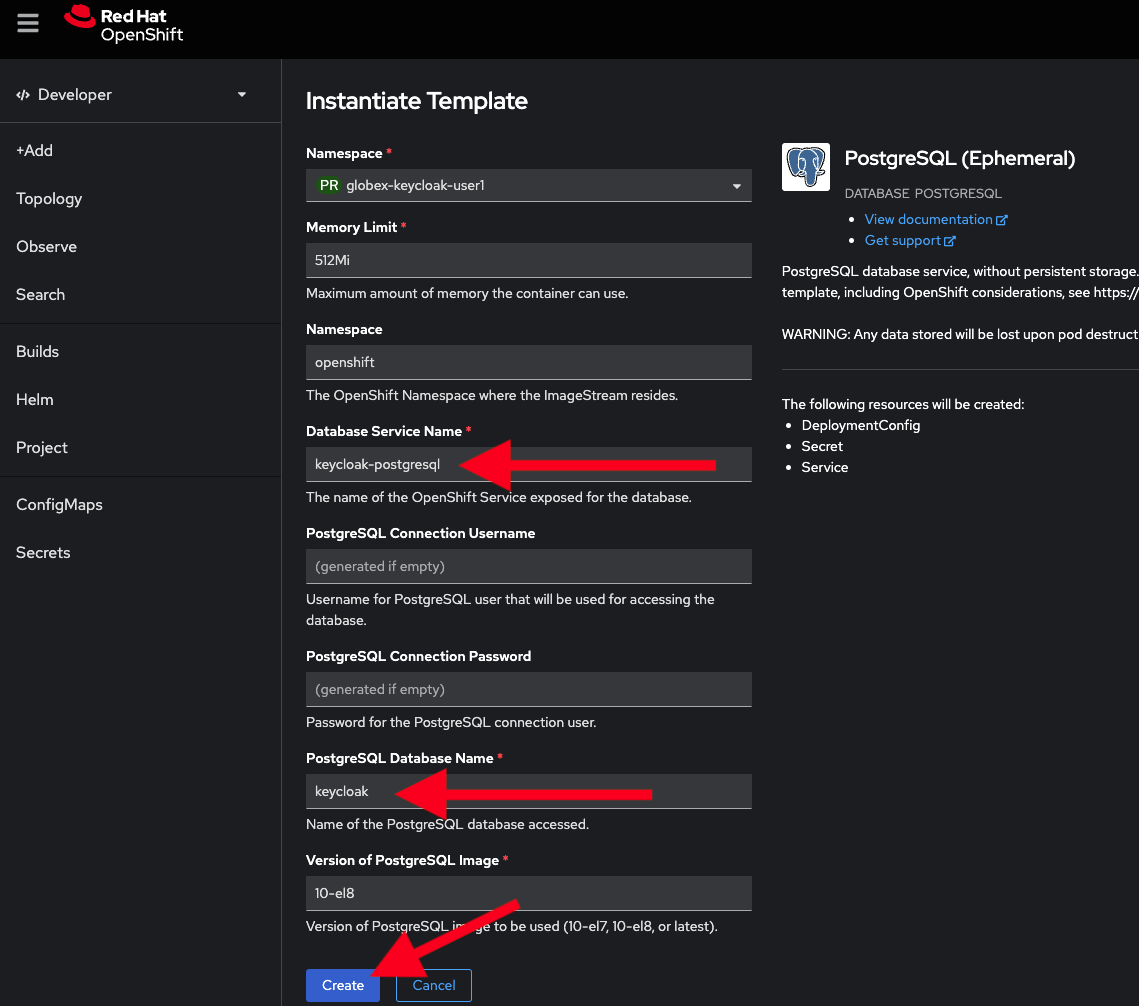 Red Hat
OpenShift
Developer
+Add
Topology
Observe
Search
Builds
Helm
Project
ConfigMaps
Secrets
Instantiate Template
Namespace *
PR globex-keycloak-user1
Memory Limit *
512Mi
Maximum amount of memory the container can use.
Namespace
openshift
The OpenShift Namespace where the ImageStream resides.
Database Service Name *
keycloak-postgresql
The name of the OpenShift Service exposed for the database.
PostgreSQL Connection Username
(generated if empty)
Username for PostgreSQL user that will be used for accessing the
database.
PostgreSQL Connection Password
(generated if empty)
Password for the PostgreSQL connection user.
PostgreSQL Database Name *
keycloak
Name of the PostgreSQL database accessed.
Version of PostgreSQL Image *
10-el8
Version of PostgreSQL image to be used (10-el7, 10-el8, or latest).
Create
Cancel
PostgreSQL (Ephemeral)
DATABASE POSTGRESQL
View documentation
Get support
PostgreSQL database service, without persistent storage.
template, including OpenShift considerations, see https://
WARNING: Any data stored will be lost upon pod destruct
The following resources will be created:
DeploymentConfig
Secret
Service